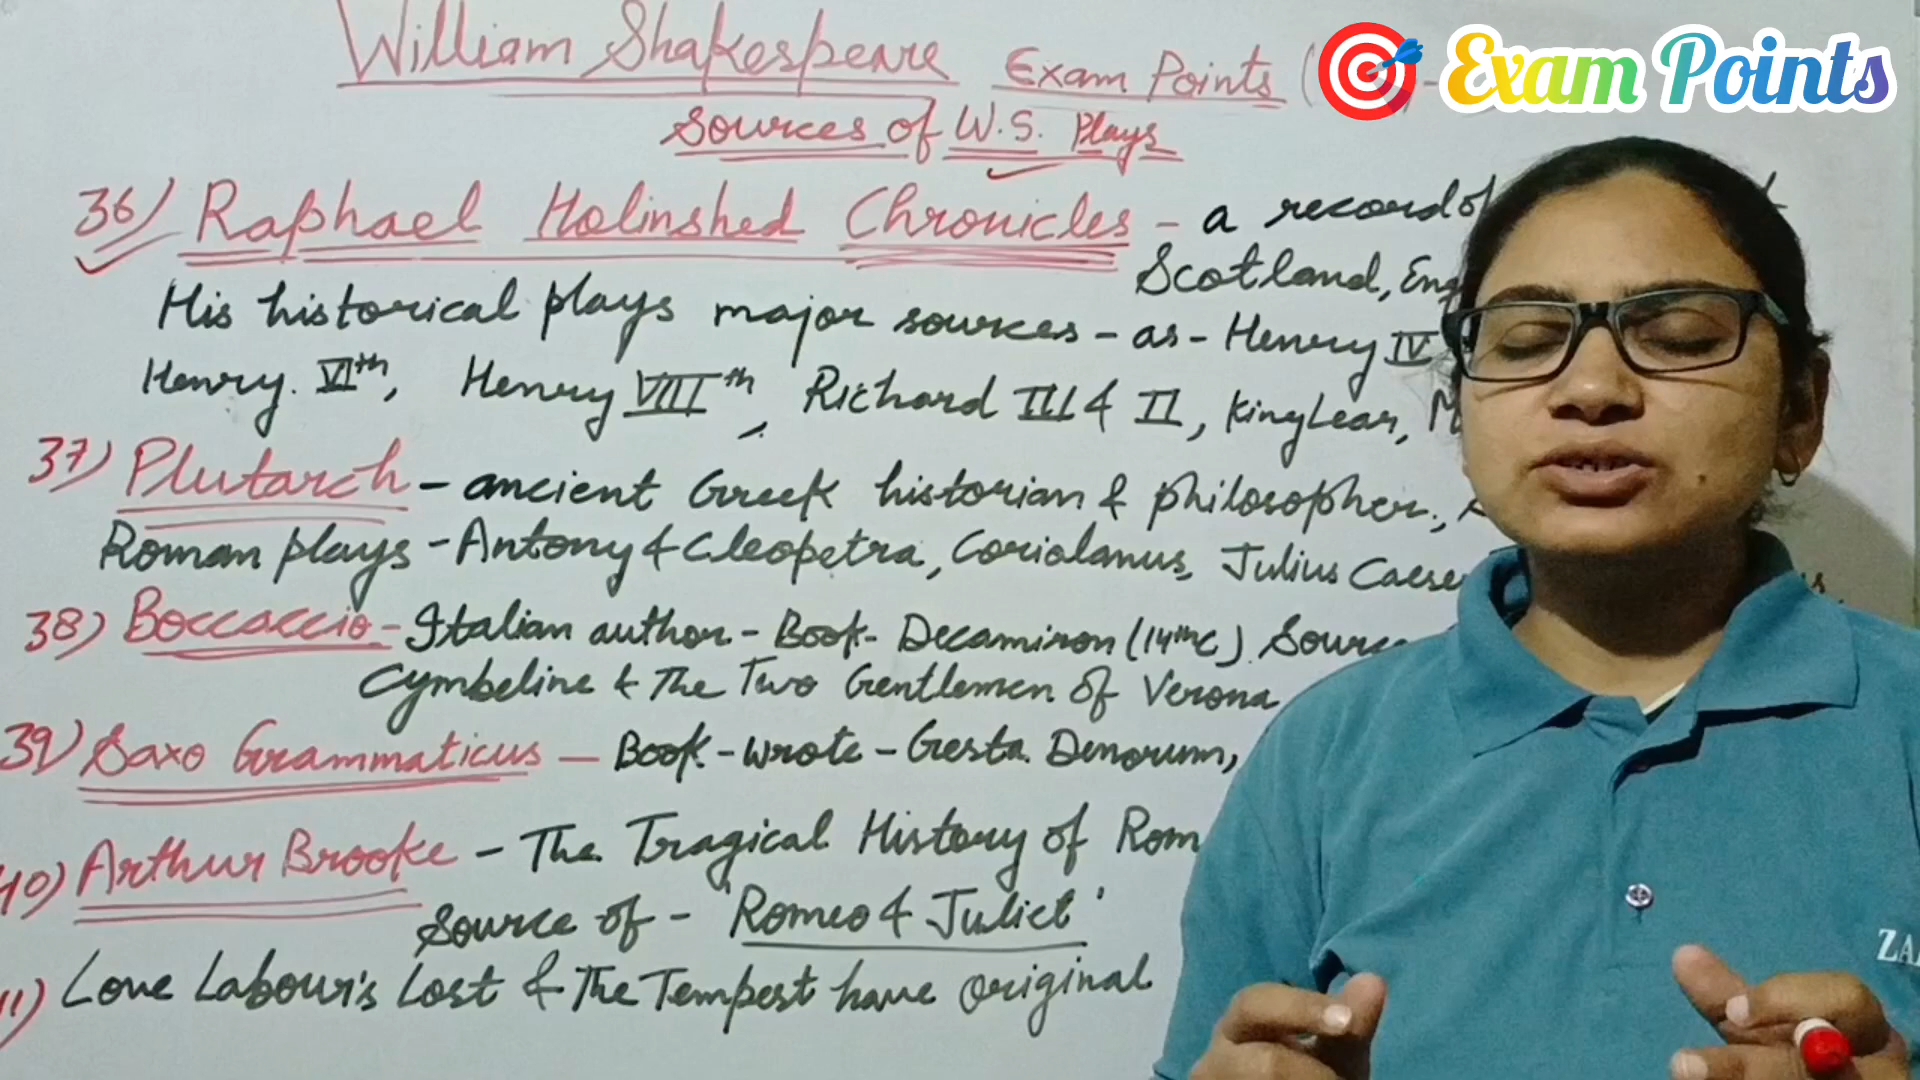 William Shakespeare Exam Points (
Exam Points
Sources of W.S. Plays
36) Raphael Holinshed Chronicles - a record of
Scotland, Eng
His historical plays major sources - as - Henry IV
Henry. VIth, Henry VIIIth, Richard III & II, King Lear, M
37) Plutarch - ancient Greek historian & philosopher.,
Roman plays - Antony & Cleopetra, Coriolanus, Julius Caese
38) Boccaccio - Italian author - Book - Decamiron (14thC). Source
Cymbeline & The Two Gentlemen of Verona
39) Saxo Grammaticus - Book - wrote - Gesta Denorum,
40) Arthur Brooke - The Tragical History of Rom
Source of - 'Romeo & Juliet'
11) Love Labour's Lost & The Tempest have original
ZA